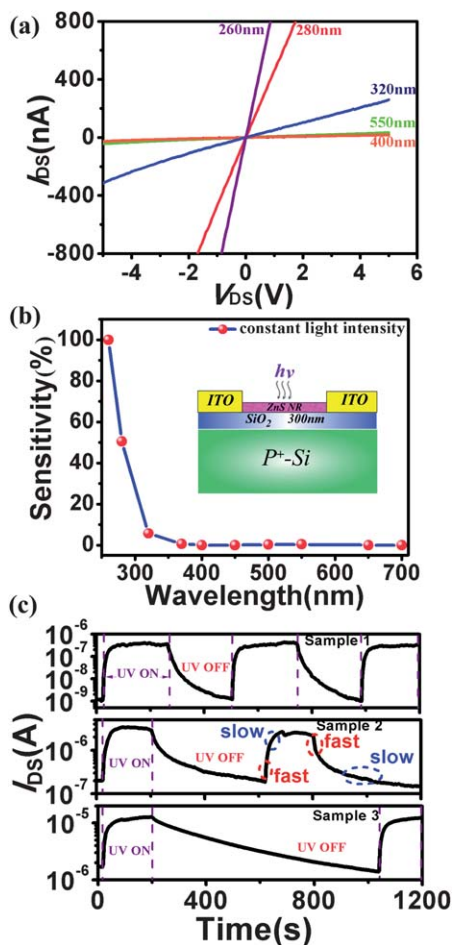 (a)
800
400
0
-400
-800
I_DS(nA)
260nm
280nm
320nm
550nm
400nm
-4 -2 0 2 4 6
V_DS(V)
(b)
constant light intensity
100
80
60
40
20
0
Sensitivity(%)
hν
ITO
ITO
ZnS NR
SiO₂ 300nm
P⁺-Si
300 400 500 600 700
Wavelength(nm)
(c)
10⁻⁶
10⁻⁷
10⁻⁸
10⁻⁹
Sample 1
UV ON
UV OFF
I_DS(A)
10⁻⁶
10⁻⁷
Sample 2
slow
fast
UV ON
UV OFF
slow
fast
10⁻⁵
10⁻⁶
Sample 3
UV ON
UV OFF
0 400 800 1200
Time(s)